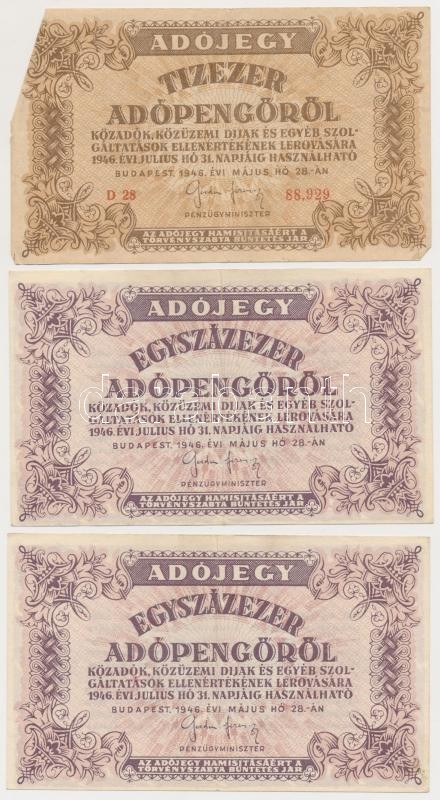 ADÓJEGY
TIZEZER
ADÓPENGŐRŐL
KÖZADÓK, KÖZÜZEMI DIJAK ÉS EGYÉB SZOL-
GÁLTATÁSOK ELLENÉRTÉKÉNEK LEROVÁSÁRA
1946. ÉVI JULIUS HÓ 31. NAPJÁIG HASZNÁLHATÓ
BUDAPEST, 1946. ÉVI MÁJUS HÓ 28.-ÁN
D 28 88,929
PÉNZÜGYMINISZTER
AZ ADÓJEGY HAMISITÁSÁÉRT A
TÖRVÉNYSZABTA BÜNTETÉS JÁR
ADÓJEGY
EGYSZÁZEZER
ADÓPENGŐRŐL
KÖZADÓK, KÖZÜZEMI DIJAK ÉS EGYÉB SZOL-
GÁLTATÁSOK ELLENÉRTÉKÉNEK LEROVÁSÁRA
1946. ÉVI JULIUS HÓ 31. NAPJÁIG HASZNÁLHATÓ
BUDAPEST, 1946. ÉVI MÁJUS HÓ 28.-ÁN
PÉNZÜGYMINISZTER
AZ ADÓJEGY HAMISITÁSÁÉRT A
TÖRVÉNYSZABTA BÜNTETÉS JÁR
ADÓJEGY
EGYSZÁZEZER
ADÓPENGŐRŐL
KÖZADÓK, KÖZÜZEMI DIJAK ÉS EGYÉB SZOL-
GÁLTATÁSOK ELLENÉRTÉKÉNEK LEROVÁSÁRA
1946. ÉVI JULIUS HÓ 31. NAPJÁIG HASZNÁLHATÓ
BUDAPEST, 1946. ÉVI MÁJUS HÓ 28.-ÁN
PÉNZÜGYMINISZTER
AZ ADÓJEGY HAMISITÁSÁÉRT A
TÖRVÉNYSZABTA BÜNTETÉS JÁR